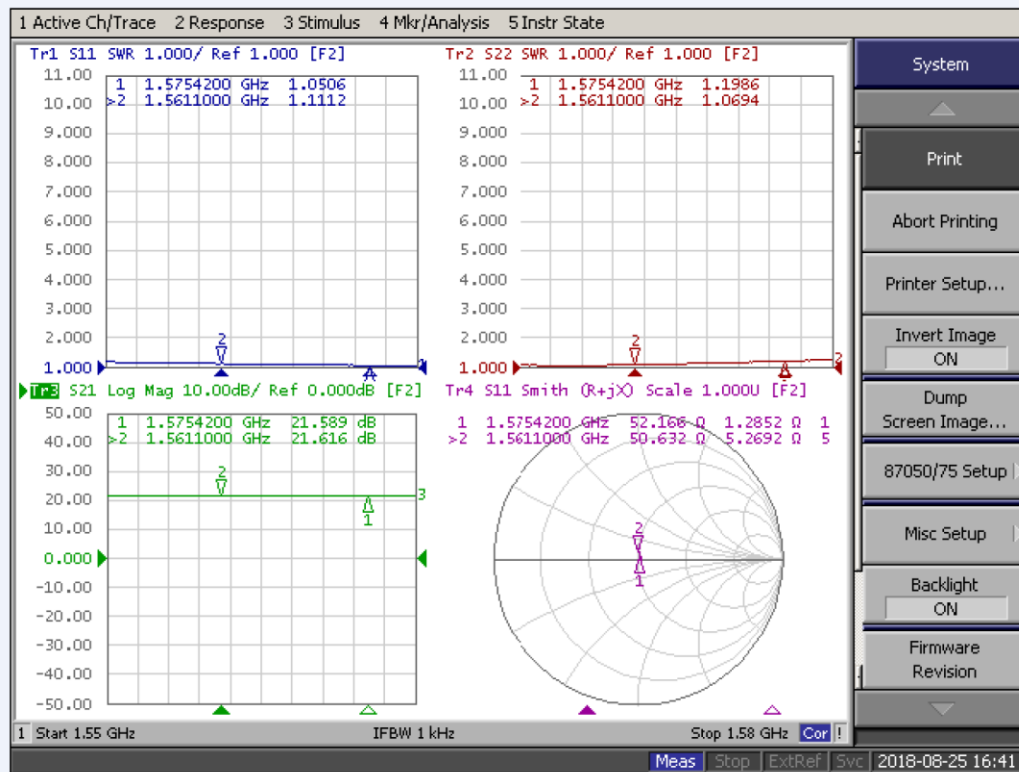 1 Active Ch/Trace 2 Response 3 Stimulus 4 Mkr/Analysis 5 Instr State
Tr1 S11 SWR 1.000/ Ref 1.000 [F2]
11.00
10.00
9.000
8.000
7.000
6.000
5.000
4.000
3.000
2.000
1.000
1 1.5754200 GHz 1.0506
>2 1.5611000 GHz 1.1112
2
1
Tr2 S22 SWR 1.000/ Ref 1.000 [F2]
11.00
10.00
9.000
8.000
7.000
6.000
5.000
4.000
3.000
2.000
1.000
1 1.5754200 GHz 1.1986
>2 1.5611000 GHz 1.0694
2
1
2
Tr3 S21 Log Mag 10.00dB/ Ref 0.000dB [F2]
50.00
40.00
30.00
20.00
10.00
0.000
-10.00
-20.00
-30.00
-40.00
-50.00
1 1.5754200 GHz 21.589 dB
>2 1.5611000 GHz 21.616 dB
2
3
1
Tr4 S11 Smith (R+jX) Scale 1.000U [F2]
1 1.5754200 GHz 52.166 Ω 1.2852 Ω 1
>2 1.5611000 GHz 50.632 Ω 5.2692 Ω 5
2
1
1 Start 1.55 GHz IFBW 1 kHz Stop 1.58 GHz Cor !
System
Print
Abort Printing
Printer Setup...
Invert Image
ON
Dump
Screen Image...
87050/75 Setup
Misc Setup
Backlight
ON
Firmware
Revision
Meas Stop ExtRef Svc 2018-08-25 16:41